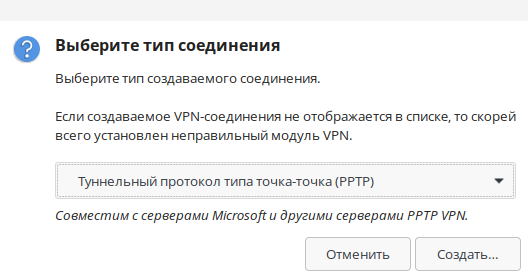 Выберите тип соединения
Выберите тип создаваемого соединения.
Если создаваемое VPN-соединения не отображается в списке, то скорей
всего установлен неправильный модуль VPN.
Туннельный протокол типа точка-точка (PPTP)
Совместим с серверами Microsoft и другими серверами PPTP VPN.
Отменить
Создать...